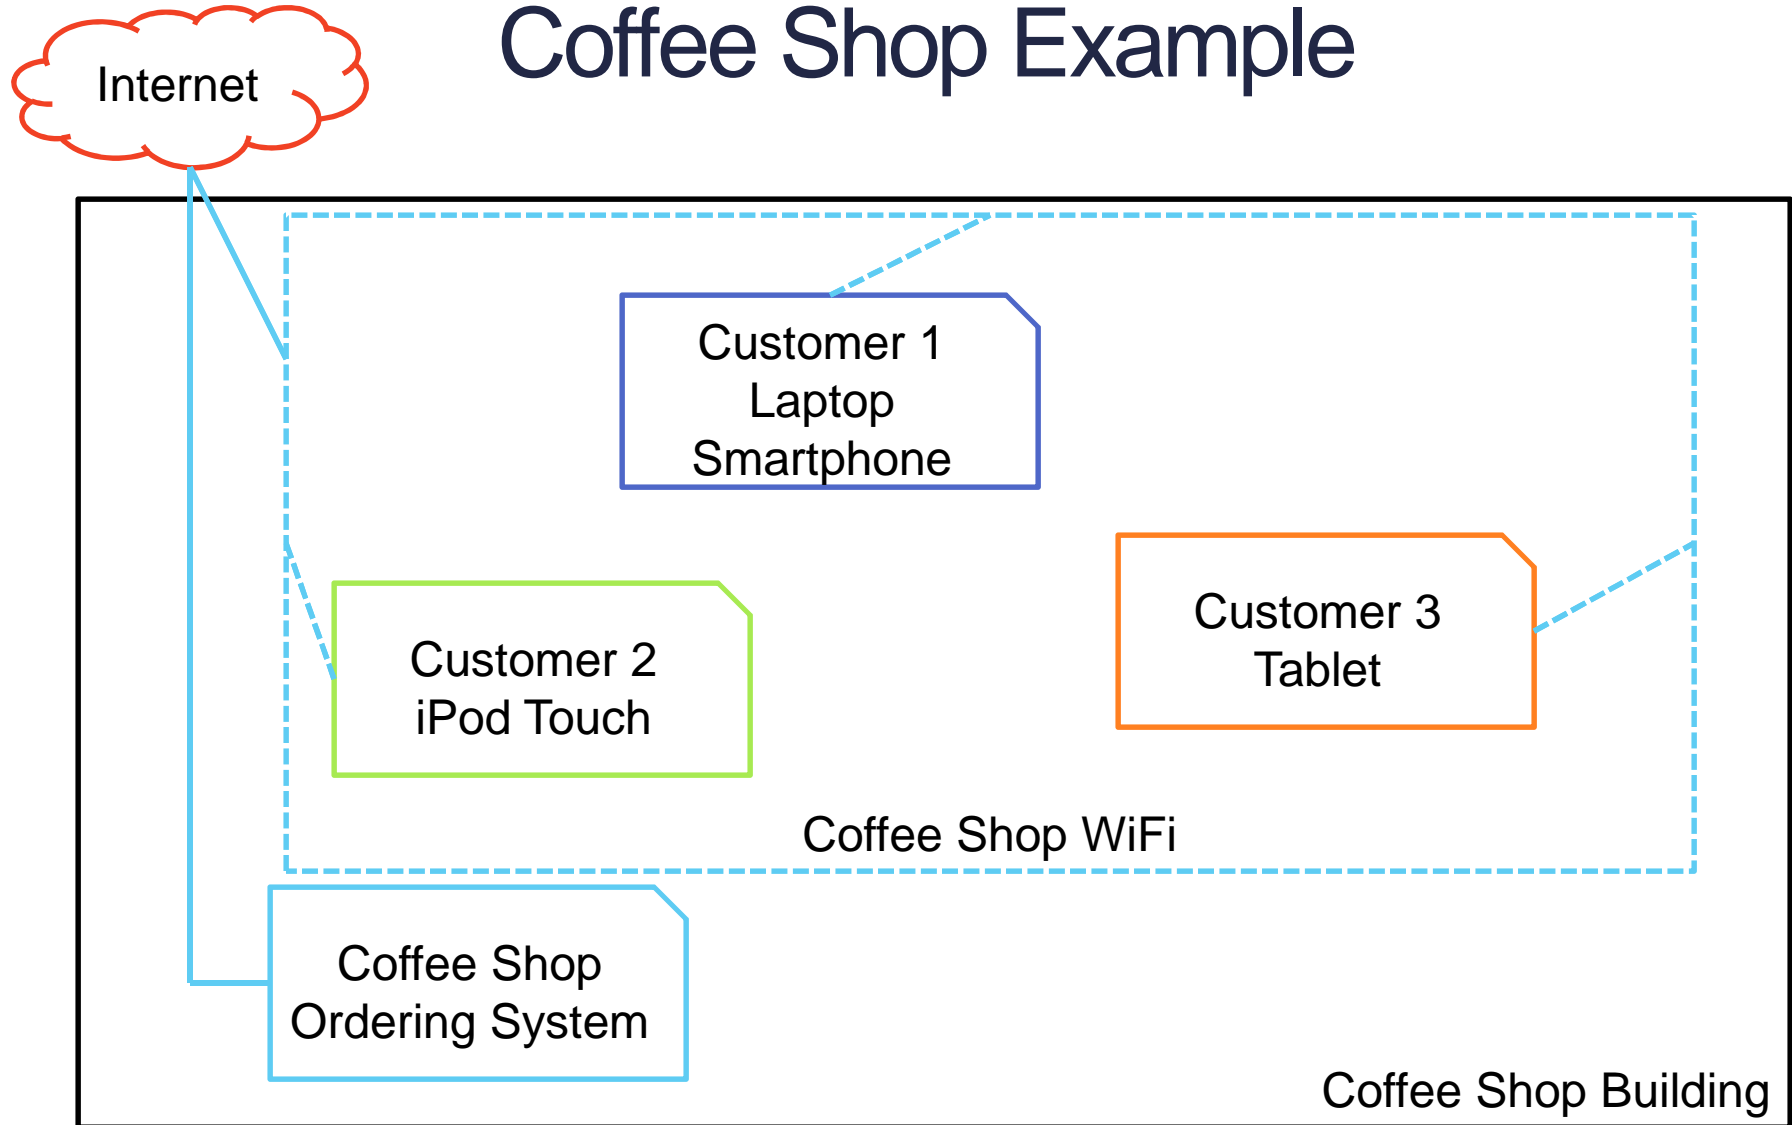 Coffee Shop Example
Internet
Customer 1
Laptop
Smartphone
Customer 3
Tablet
Customer 2
iPod Touch
Coffee Shop WiFi
Coffee Shop
Ordering System
Coffee Shop Building